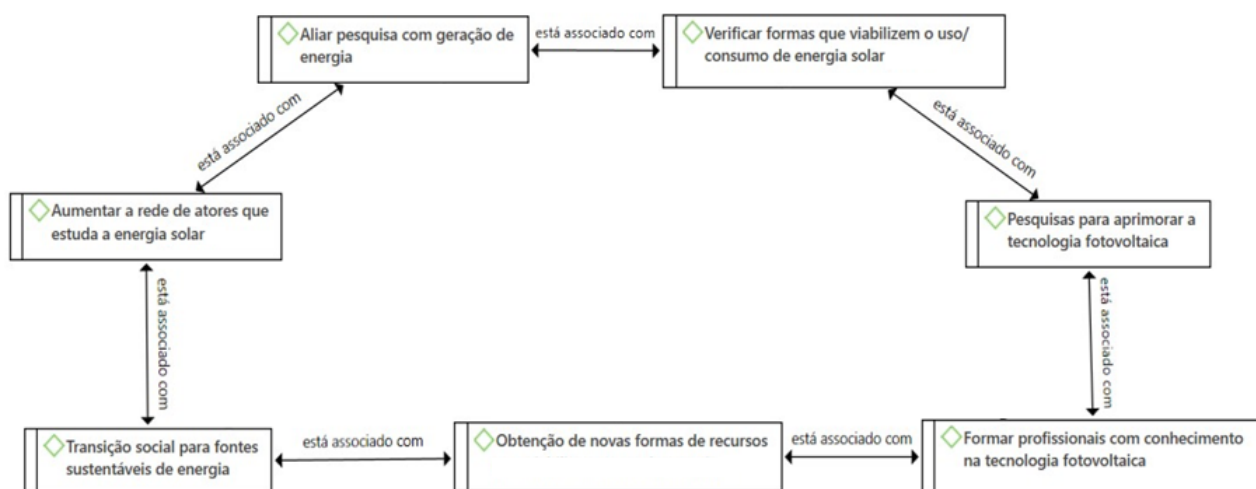 Aliar pesquisa com geração de
energia
está associado com
Verificar formas que viabilizem o uso/
consumo de energia solar
está associado com
está associado com
Aumentar a rede de atores que
estuda a energia solar
Pesquisas para aprimorar a
tecnologia fotovoltaica
está associado com
está associado com
Transição social para fontes
sustentáveis de energia
está associado com
Obtenção de novas formas de recursos
está associado com
Formar profissionais com conhecimento
na tecnologia fotovoltaica